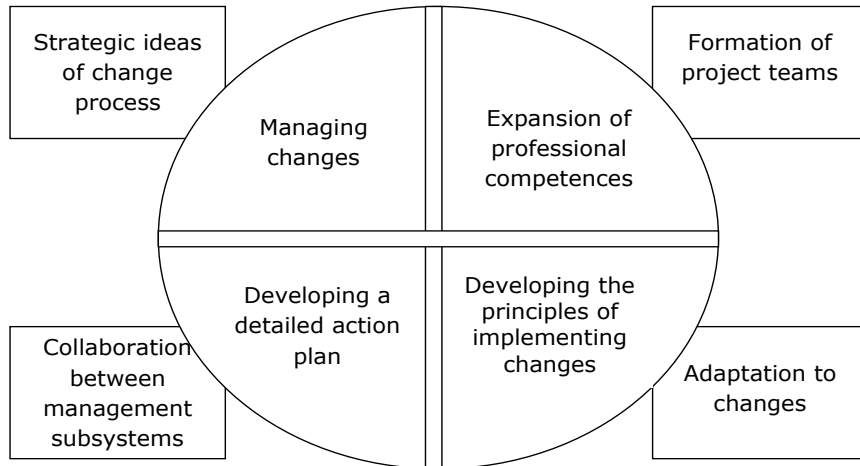 Strategic ideas
of change
process
Managing
changes
Expansion of
professional
competences
Formation of
project teams
Collaboration
between
management
subsystems
Developing a
detailed action
plan
Developing the
principles of
implementing
changes
Adaptation to
changes